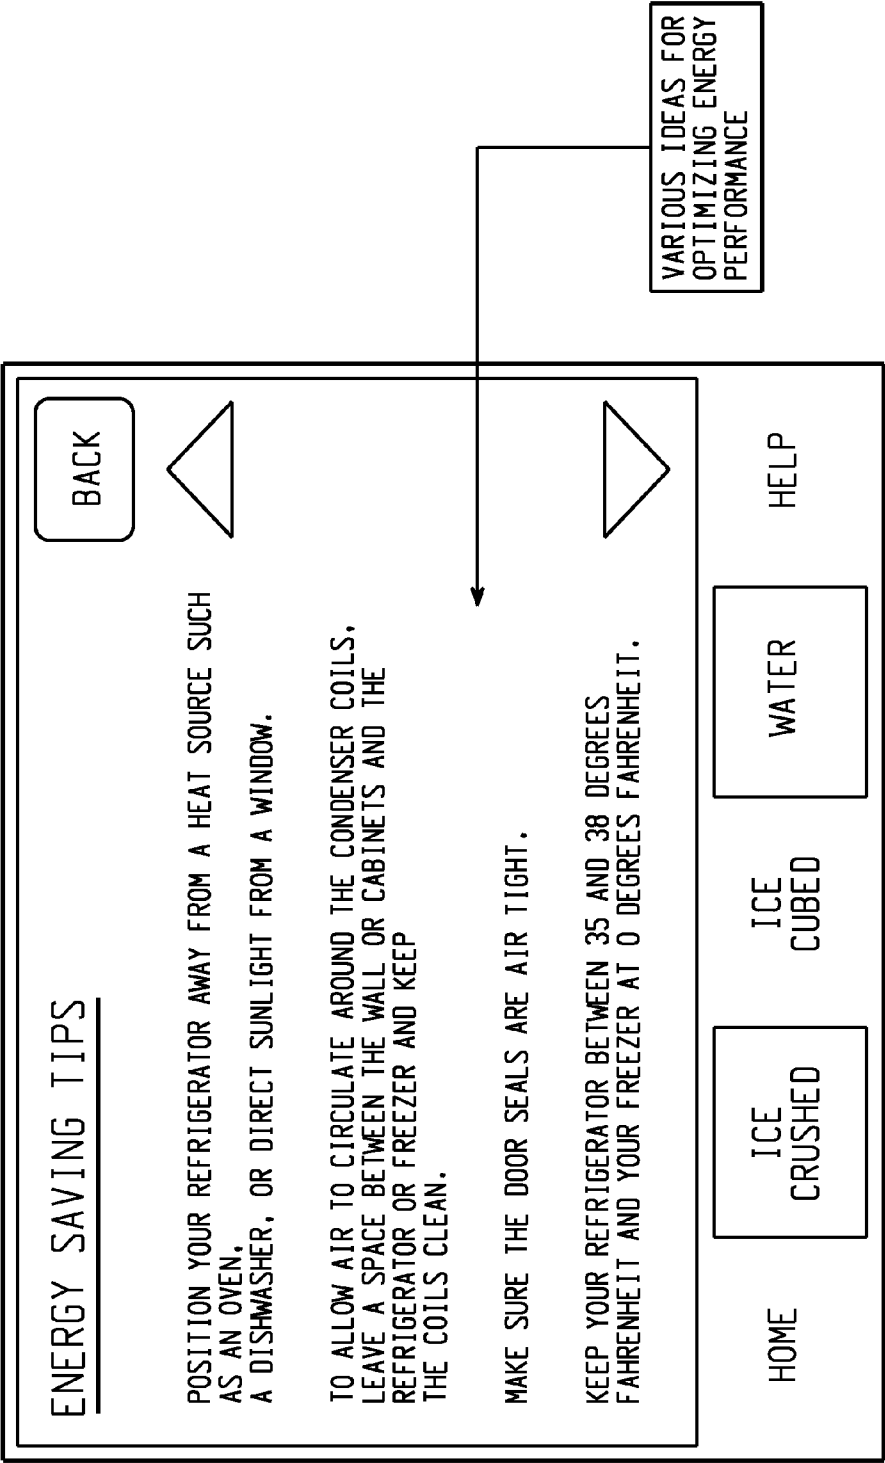 ENERGY SAVING TIPS
BACK
POSITION YOUR REFRIGERATOR AWAY FROM A HEAT SOURCE SUCH
AS AN OVEN,
A DISHWASHER, OR DIRECT SUNLIGHT FROM A WINDOW.
TO ALLOW AIR TO CIRCULATE AROUND THE CONDENSER COILS,
LEAVE A SPACE BETWEEN THE WALL OR CABINETS AND THE
REFRIGERATOR OR FREEZER AND KEEP
THE COILS CLEAN.
MAKE SURE THE DOOR SEALS ARE AIR TIGHT.
KEEP YOUR REFRIGERATOR BETWEEN 35 AND 38 DEGREES
FAHRENHEIT AND YOUR FREEZER AT 0 DEGREES FAHRENHEIT.
HOME
ICE
CRUSHED
ICE
CUBED
WATER
HELP
VARIOUS IDEAS FOR
OPTIMIZING ENERGY
PERFORMANCE